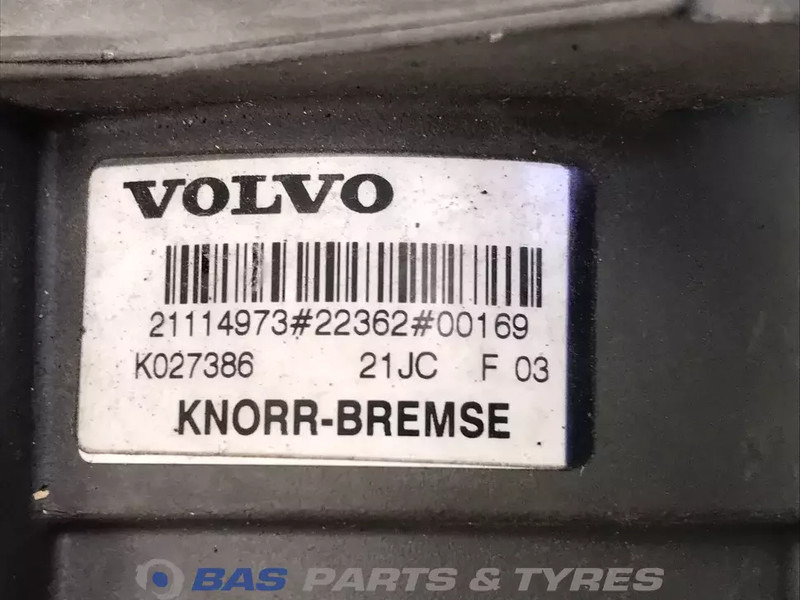 VOLVO
21114973#22362#00169
K027386 21JC F 03
KNORR-BREMSE
BAS PARTS & TYRES